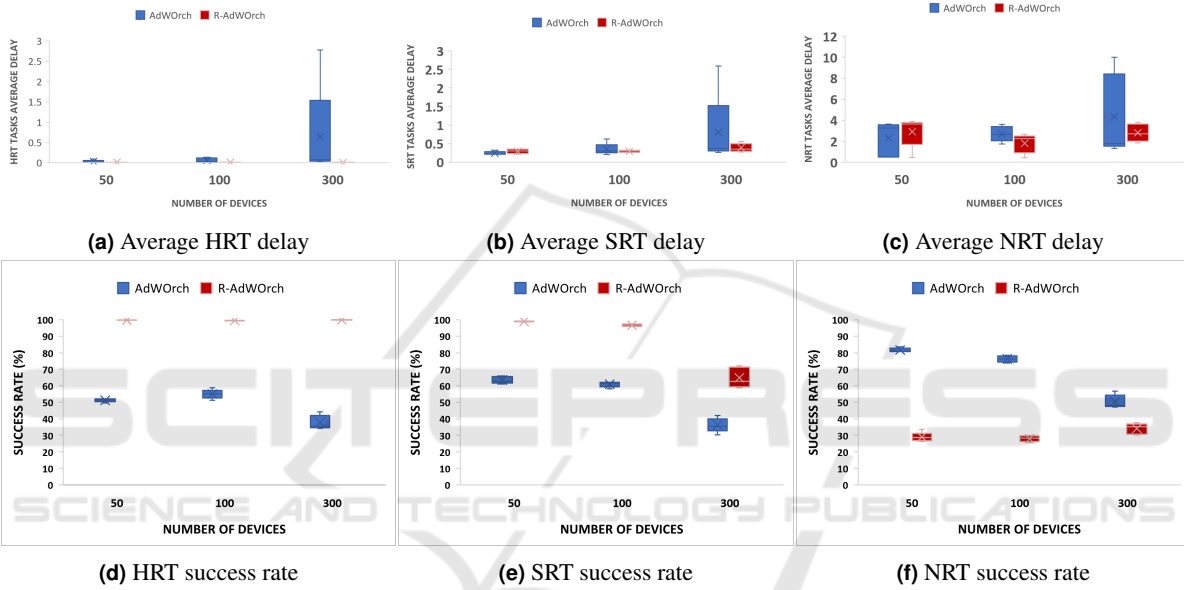 AdWOrch R-AdWOrch
HRT TASKS AVERAGE DELAY
3
2.5
2
1.5
1
0.5
0
50 100 300
NUMBER OF DEVICES
(a) Average HRT delay
AdWOrch R-AdWOrch
SRT TASKS AVERAGE DELAY
3
2.5
2
1.5
1
0.5
0
50 100 300
NUMBER OF DEVICES
(b) Average SRT delay
AdWOrch R-AdWOrch
NRT TASKS AVERAGE DELAY
12
10
8
6
4
2
0
50 100 300
NUMBER OF DEVICES
(c) Average NRT delay
AdWOrch R-AdWOrch
SUCCESS RATE (%)
100
90
80
70
60
50
40
30
20
10
0
50 100 300
NUMBER OF DEVICES
(d) HRT success rate
AdWOrch R-AdWOrch
SUCCESS RATE (%)
100
90
80
70
60
50
40
30
20
10
0
50 100 300
NUMBER OF DEVICES
(e) SRT success rate
AdWOrch R-AdWOrch
SUCCESS RATE (%)
100
90
80
70
60
50
40
30
20
10
0
50 100 300
NUMBER OF DEVICES
(f) NRT success rate
SCITEPRESS
SCIENCE AND TECHNOLOGY PUBLICATIONS